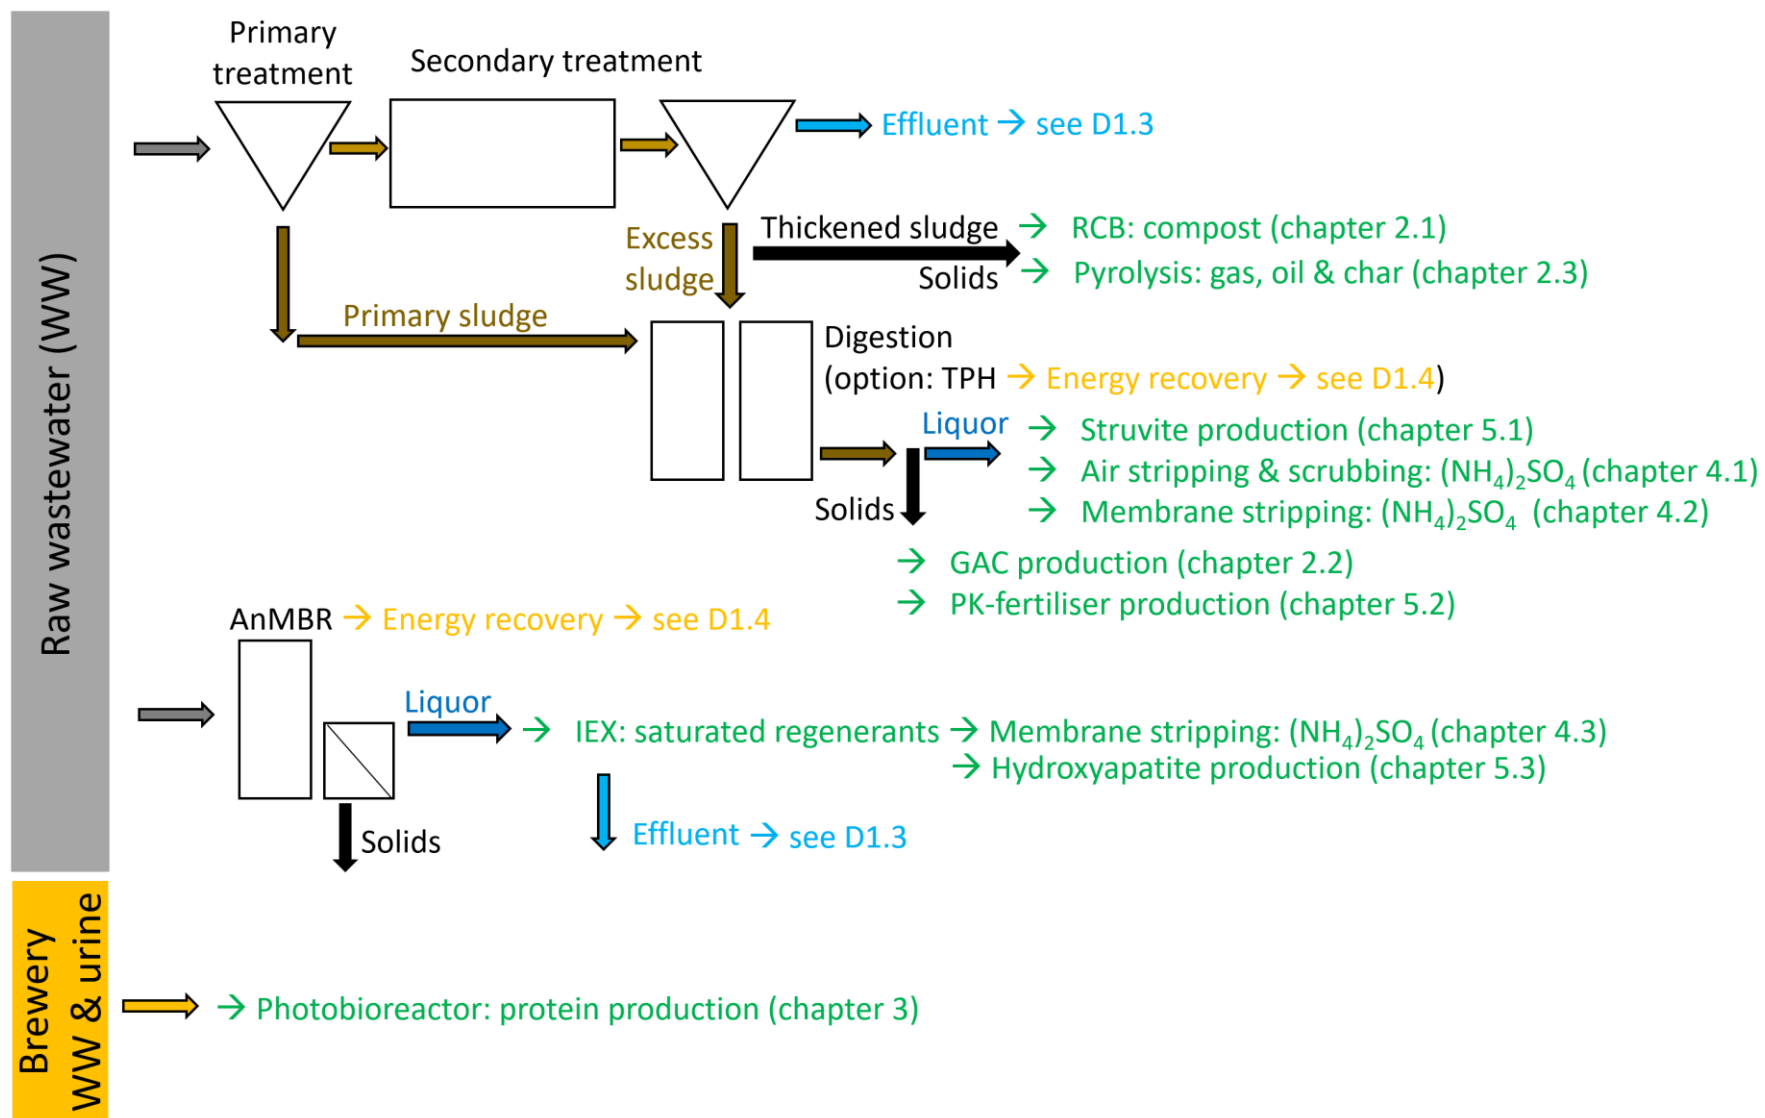 Raw wastewater (WW)
Primary
treatment
Secondary treatment
Effluent → see D1.3
Excess
sludge
Thickened sludge
Solids
→ RCB: compost (chapter 2.1)
→ Pyrolysis: gas, oil & char (chapter 2.3)
Primary sludge
Digestion
(option: TPH → Energy recovery → see D1.4)
Liquor
→ Struvite production (chapter 5.1)
→ Air stripping & scrubbing: (NH₄)₂SO₄ (chapter 4.1)
→ Membrane stripping: (NH₄)₂SO₄ (chapter 4.2)
Solids
→ GAC production (chapter 2.2)
→ PK-fertiliser production (chapter 5.2)
AnMBR → Energy recovery → see D1.4
Liquor
→ IEX: saturated regenerants → Membrane stripping: (NH₄)₂SO₄ (chapter 4.3)
→ Hydroxyapatite production (chapter 5.3)
Solids
Effluent → see D1.3
Brewery
WW & urine
→ Photobioreactor: protein production (chapter 3)